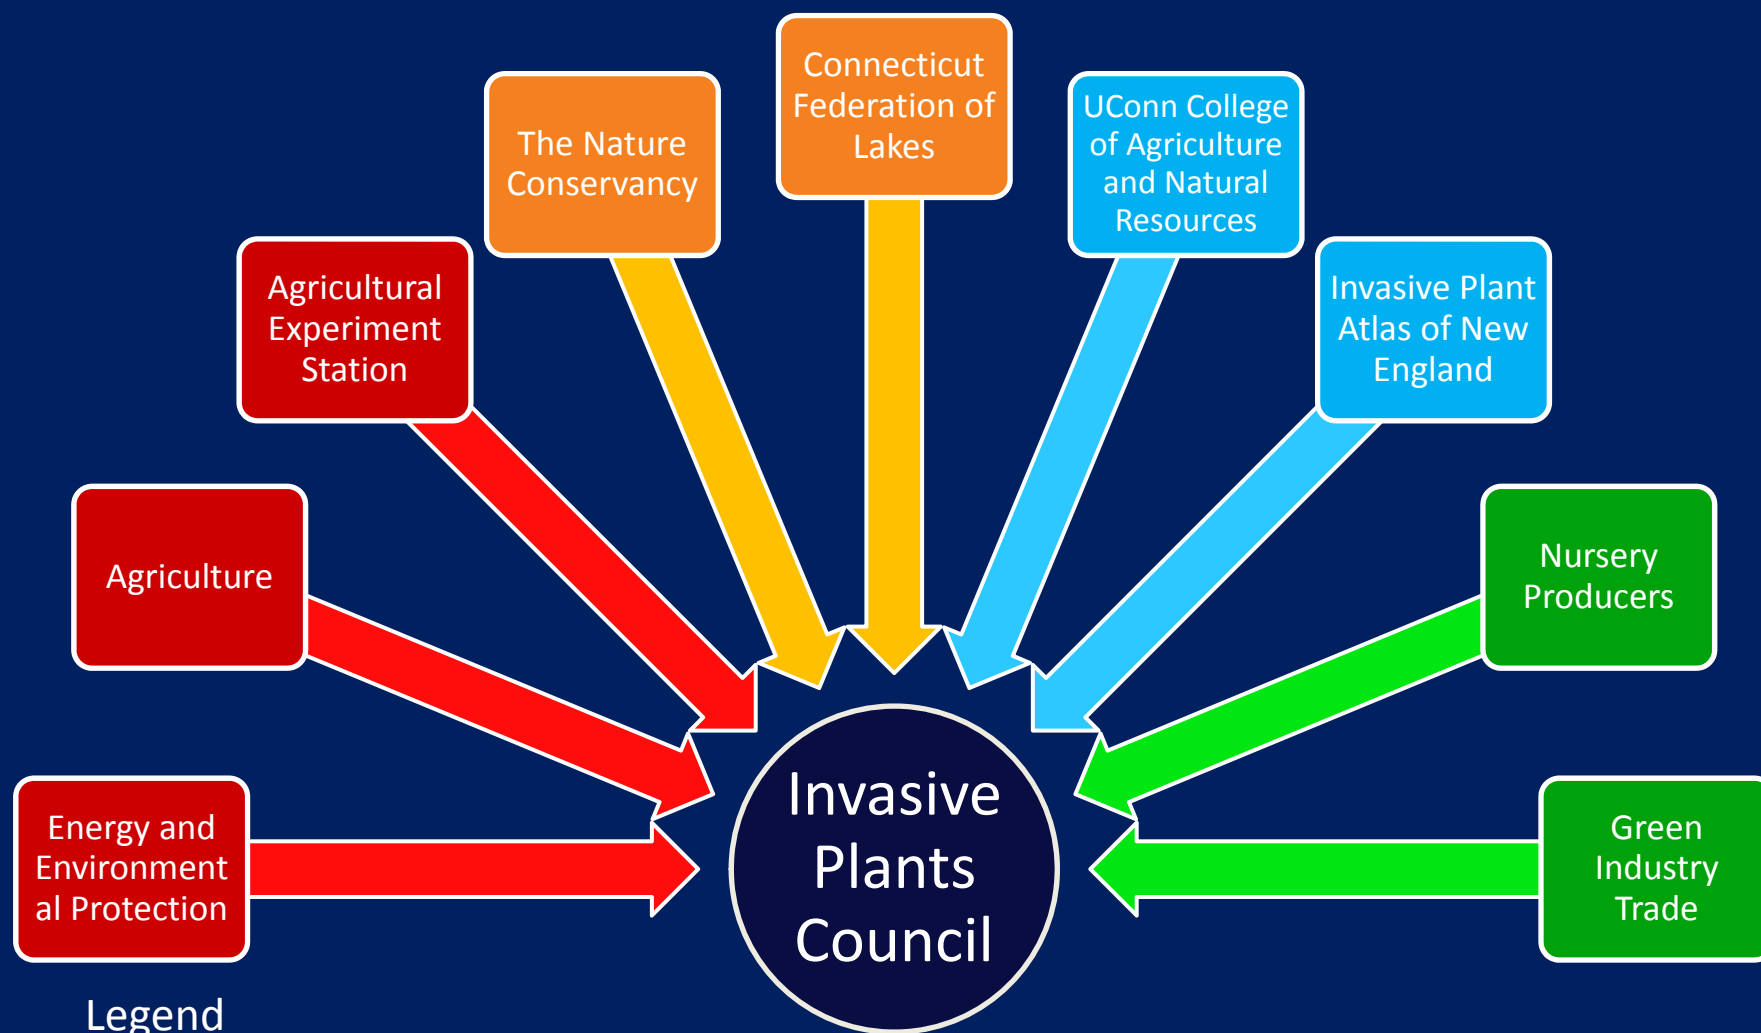 Connecticut
Federation of
Lakes
The Nature
Conservancy
UConn College
of Agriculture
and Natural
Resources
Agricultural
Experiment
Station
Invasive Plant
Atlas of New
England
Agriculture
Nursery
Producers
Energy and
Environment
al Protection
Invasive
Plants
Council
Green
Industry
Trade
Legend